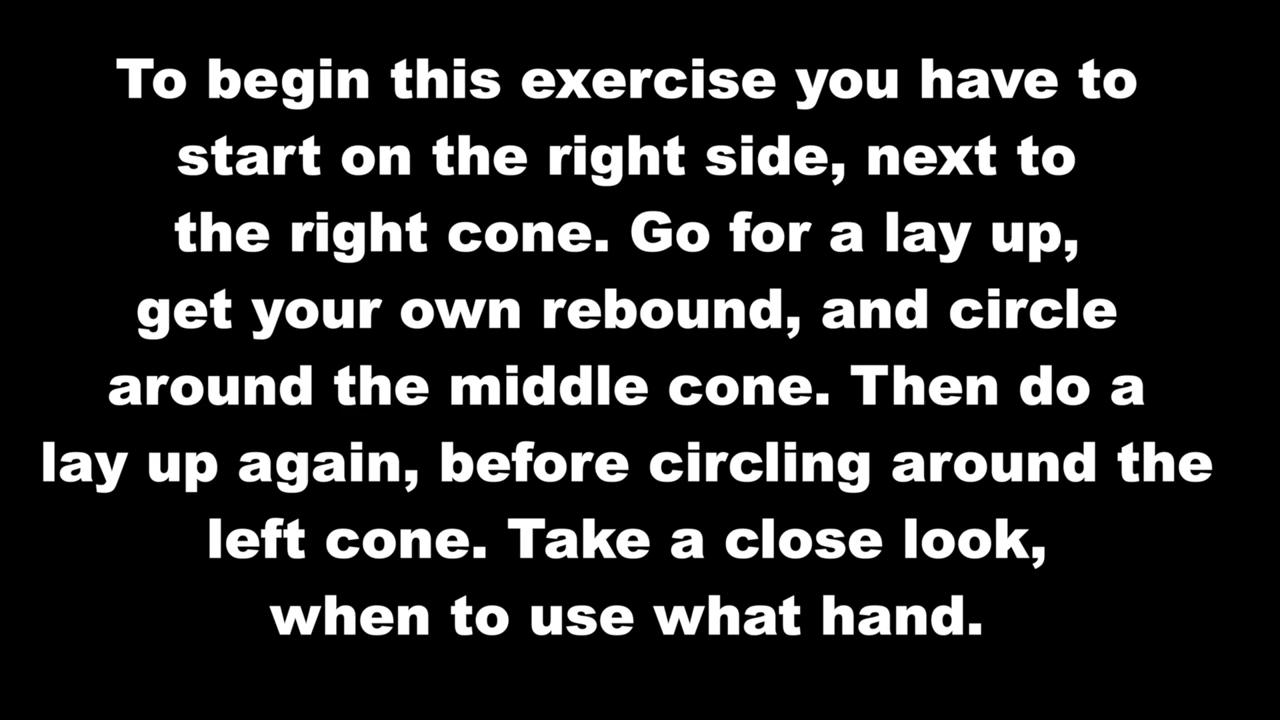 To begin this exercise you have to
start on the right side, next to
the right cone. Go for a lay up,
get your own rebound, and circle
around the middle cone. Then do a
lay up again, before circling around the
left cone. Take a close look,
when to use what hand.